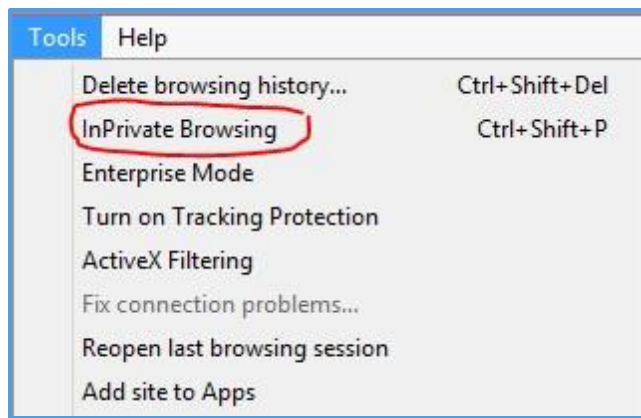 Tools Help
Delete browsing history... Ctrl+Shift+Del
InPrivate Browsing Ctrl+Shift+P
Enterprise Mode
Turn on Tracking Protection
ActiveX Filtering
Fix connection problems...
Reopen last browsing session
Add site to Apps